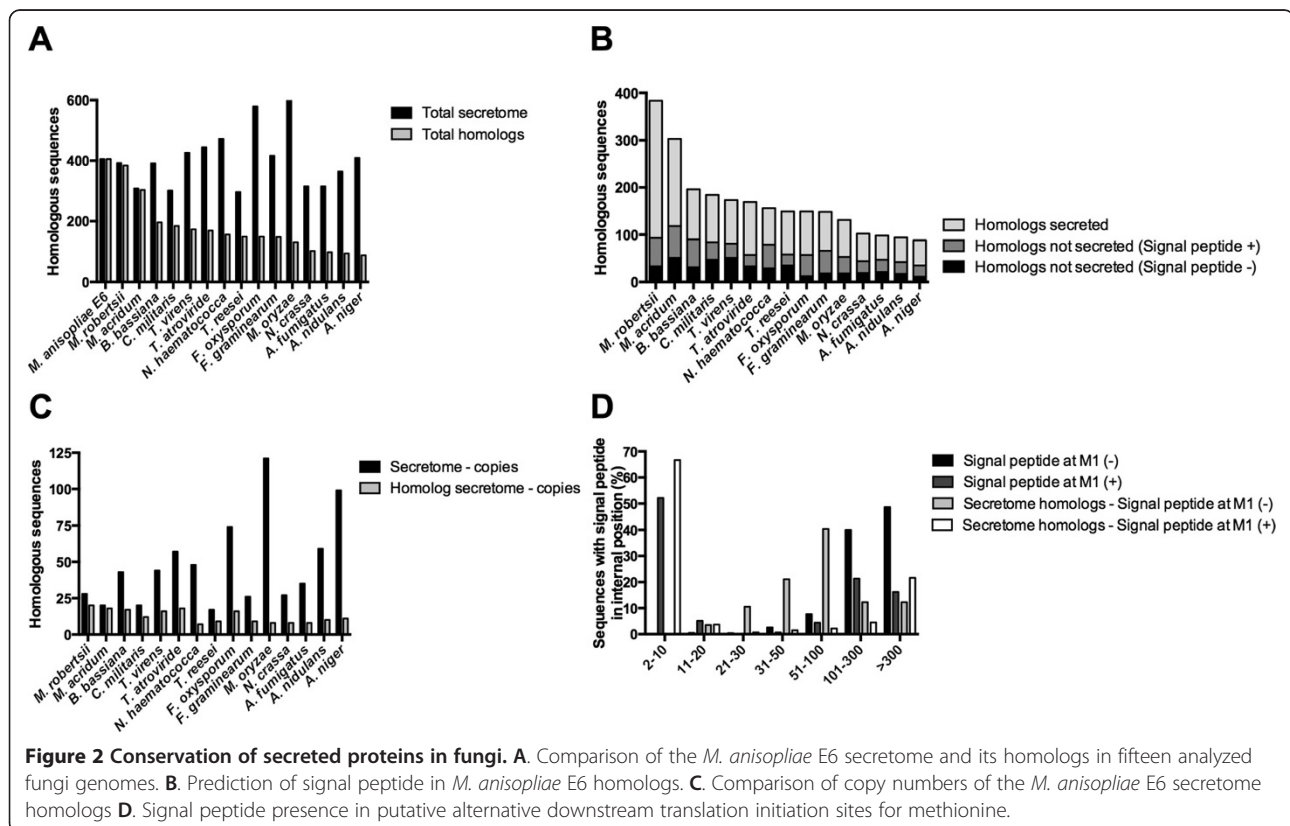 A
Homologous sequences
600
400
200
0
Total secretome
Total homologs
M. anisopliae E6
M. robertsii
M. acridum
B. bassiana
C. militaris
T. virens
T. atroviride
N. haematococca
T. reesei
F. oxysporum
F. graminearum
M. oryzae
N. crassa
A. fumigatus
A. nidulans
A. niger
B
Homologous sequences
400
300
200
100
0
Homologs secreted
Homologs not secreted (Signal peptide +)
Homologs not secreted (Signal peptide -)
M. robertsii
M. acridum
B. bassiana
C. militaris
T. virens
T. atroviride
N. haematococca
T. reesei
F. oxysporum
F. graminearum
M. oryzae
N. crassa
A. fumigatus
A. nidulans
A. niger
C
Homologous sequences
125
100
75
50
25
0
Secretome - copies
Homolog secretome - copies
M. robertsii
M. acridum
B. bassiana
C. militaris
T. virens
T. atroviride
N. haematococca
T. reesei
F. oxysporum
F. graminearum
M. oryzae
N. crassa
A. fumigatus
A. nidulans
A. niger
D
Sequences with signal peptide
in internal position (%)
70
60
50
40
30
20
10
0
Signal peptide at M1 (-)
Signal peptide at M1 (+)
Secretome homologs - Signal peptide at M1 (-)
Secretome homologs - Signal peptide at M1 (+)
2-10
11-20
21-30
31-50
51-100
101-300
>300
Figure 2 Conservation of secreted proteins in fungi. A. Comparison of the M. anisopliae E6 secretome and its homologs in fifteen analyzed
fungi genomes. B. Prediction of signal peptide in M. anisopliae E6 homologs. C. Comparison of copy numbers of the M. anisopliae E6 secretome
homologs D. Signal peptide presence in putative alternative downstream translation initiation sites for methionine.